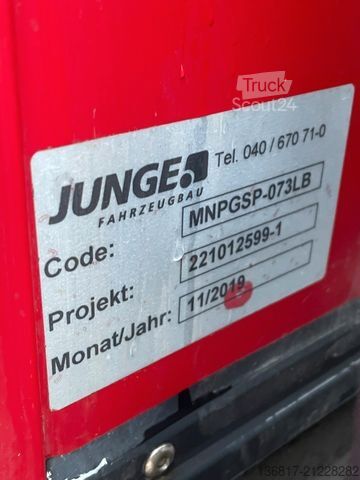 Truck
Scout24
JUNGE Tel. 040 / 670 71-0
FAHRZEUGBAU
Code: MNPGSP-073LB
Projekt: 221012599-1
Monat/Jahr: 11/2019
136817-21228282